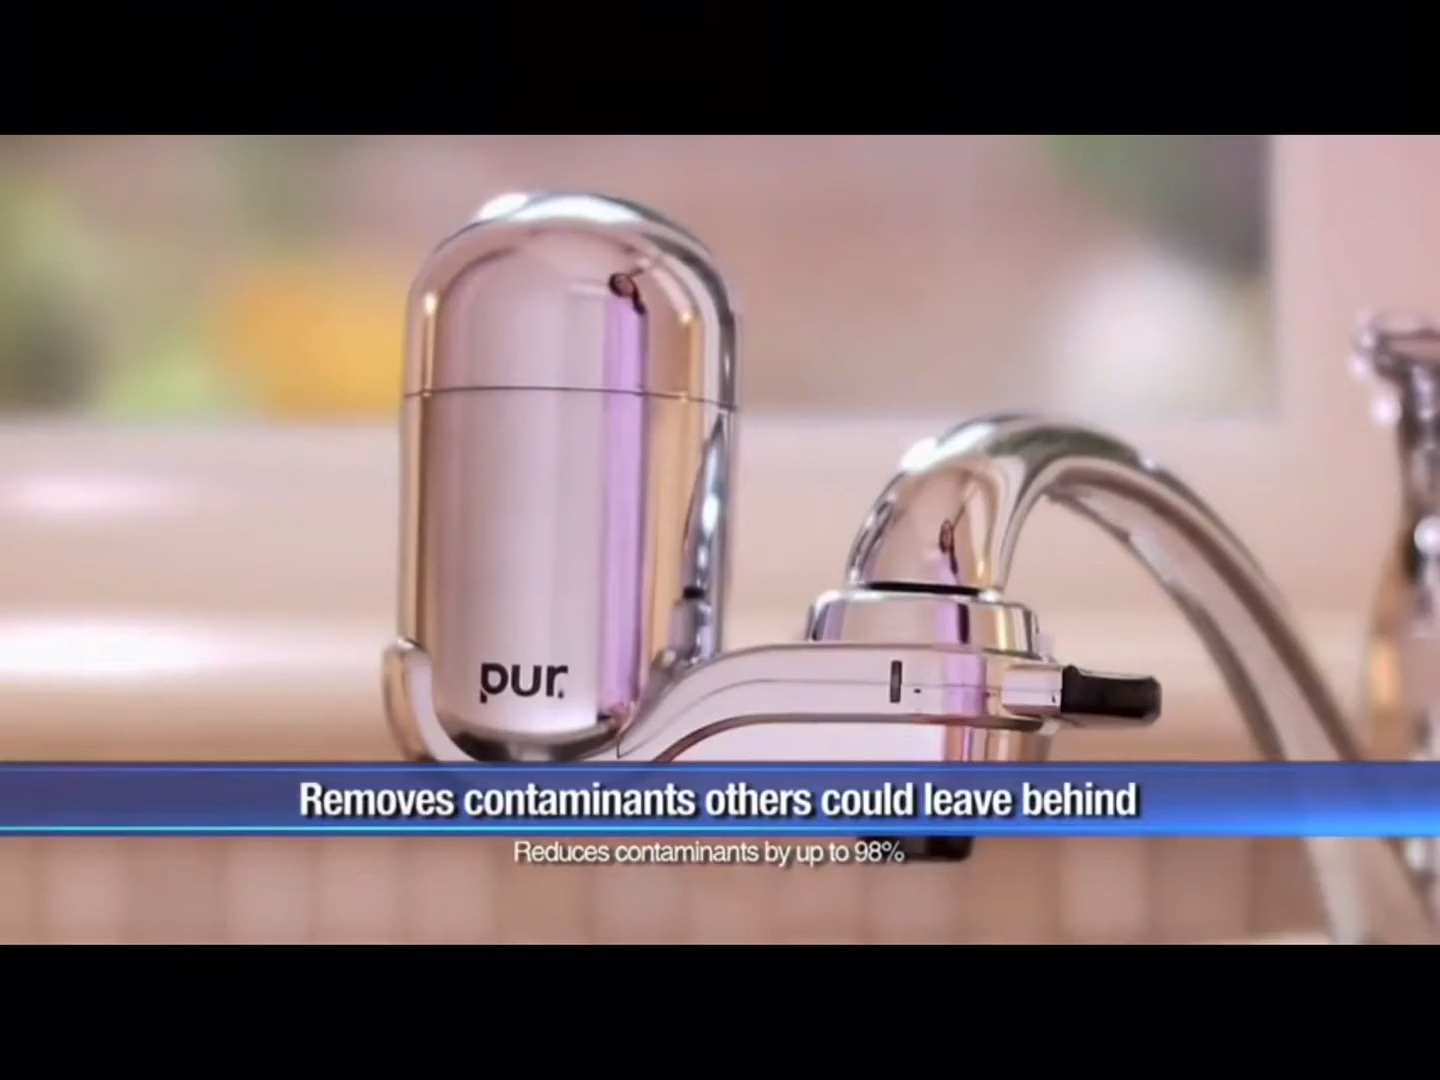 pur.
Removes contaminants others could leave behind
Reduces contaminants by up to 98%